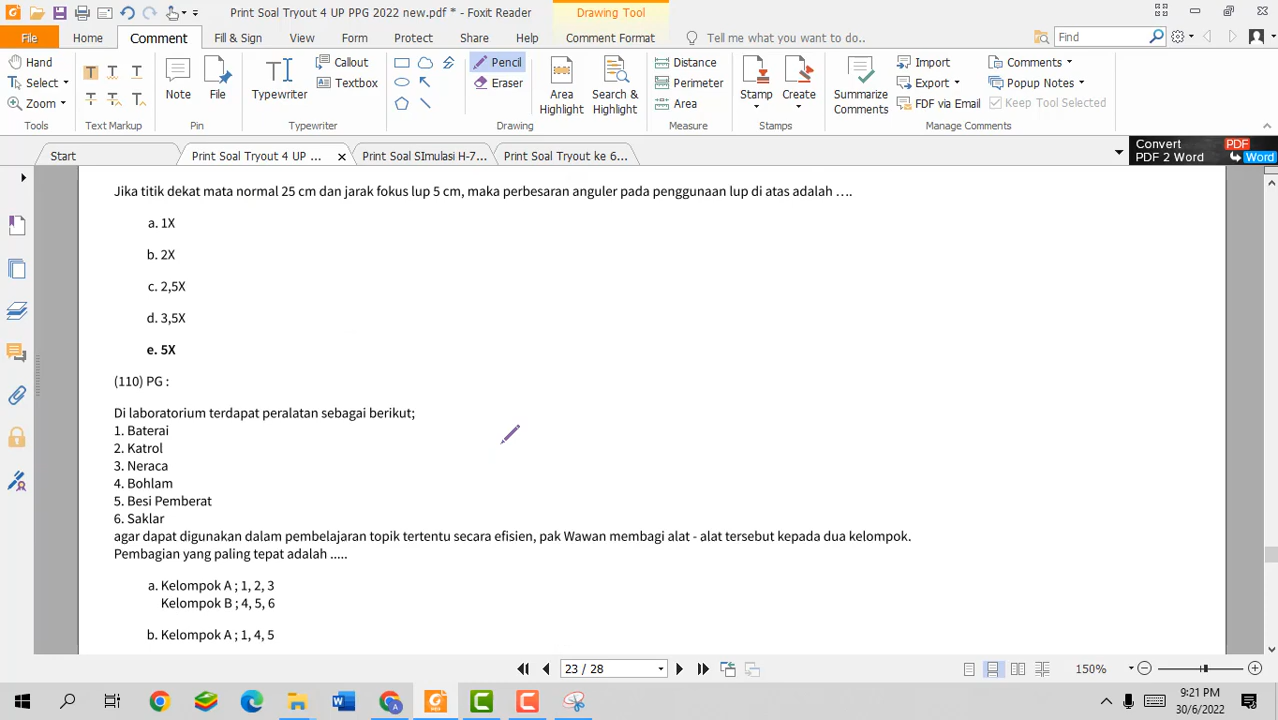 Print Soal Tryout 4 UP PPG 2022 new.pdf * - Foxit Reader
Drawing Tool
File
Home
Comment
Fill & Sign
View
Form
Protect
Share
Help
Comment Format
Tell me what you want to do..
Find
Hand
Select
Zoom
Tools
T T T
T T T
Text Markup
Note
File
Pin
Typewriter
Callout
Textbox
Typewriter
Pencil
Eraser
Drawing
Area
Highlight
Search &
Highlight
Distance
Perimeter
Area
Measure
Stamp
Create
Stamps
Summarize
Comments
Import
Export
FDF via Email
Comments
Popup Notes
Keep Tool Selected
Manage Comments
Start
Print Soal Tryout 4 UP ...
Print Soal SImulasi H-7...
Print Soal Tryout ke 6...
Convert PDF
PDF 2 Word Word
Jika titik dekat mata normal 25 cm dan jarak fokus lup 5 cm, maka perbesaran anguler pada penggunaan lup di atas adalah ….
a. 1X
b. 2X
c. 2,5X
d. 3,5X
e. 5X
(110) PG :
Di laboratorium terdapat peralatan sebagai berikut;
1. Baterai
2. Katrol
3. Neraca
4. Bohlam
5. Besi Pemberat
6. Saklar
agar dapat digunakan dalam pembelajaran topik tertentu secara efisien, pak Wawan membagi alat - alat tersebut kepada dua kelompok.
Pembagian yang paling tepat adalah .....
a. Kelompok A ; 1, 2, 3
Kelompok B ; 4, 5, 6
b. Kelompok A ; 1, 4, 5
23 / 28
150%
9:21 PM
30/6/2022